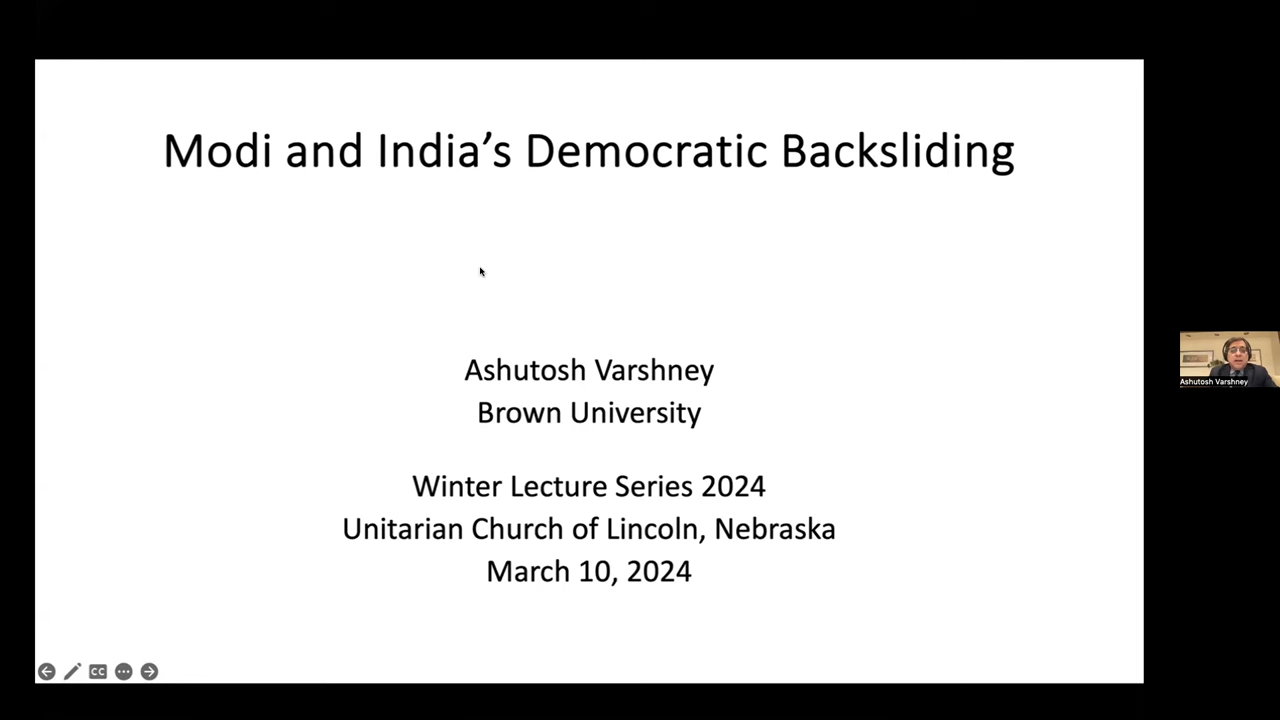 Modi and India’s Democratic Backsliding
Ashutosh Varshney
Brown University
Winter Lecture Series 2024
Unitarian Church of Lincoln, Nebraska
March 10, 2024
Ashutosh Varshney
CC